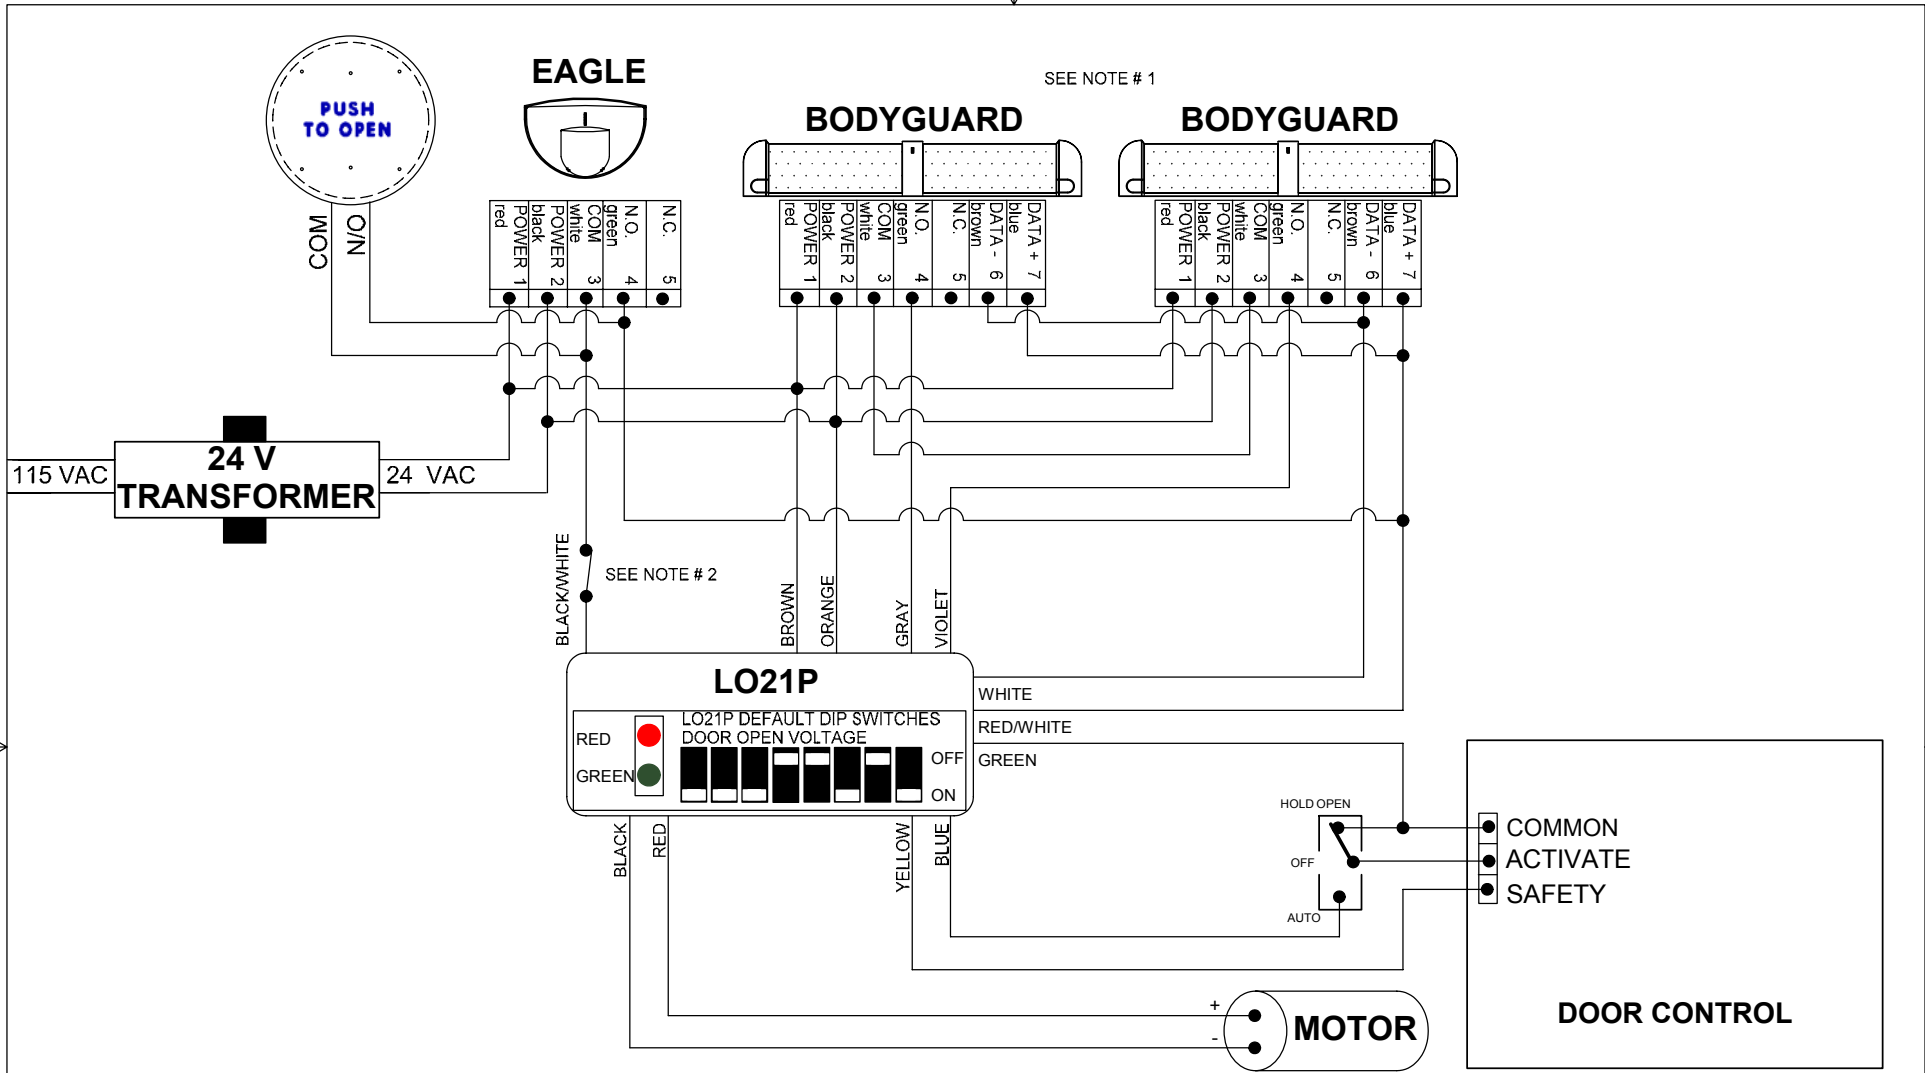 SEE NOTE # 1
EAGLE
BODYGUARD
BODYGUARD
PUSH
TO OPEN
COM
N/O
red
POWER 1
black
POWER 2
white
COM 3
green
N.O. 4
N.C. 5
red
POWER 1
black
POWER 2
white
COM 3
green
N.O. 4
N.C. 5
brown
DATA - 6
blue
DATA + 7
red
POWER 1
black
POWER 2
white
COM 3
green
N.O. 4
N.C. 5
brown
DATA - 6
blue
DATA + 7
115 VAC
24 V
TRANSFORMER
24 VAC
BLACK/WHITE
SEE NOTE # 2
BROWN
ORANGE
GRAY
VIOLET
LO21P
WHITE
RED/WHITE
GREEN
LO21P DEFAULT DIP SWITCHES
DOOR OPEN VOLTAGE
RED
GREEN
OFF
ON
BLACK
RED
YELLOW
BLUE
HOLD OPEN
OFF
AUTO
COMMON
ACTIVATE
SAFETY
DOOR CONTROL
+
-
MOTOR